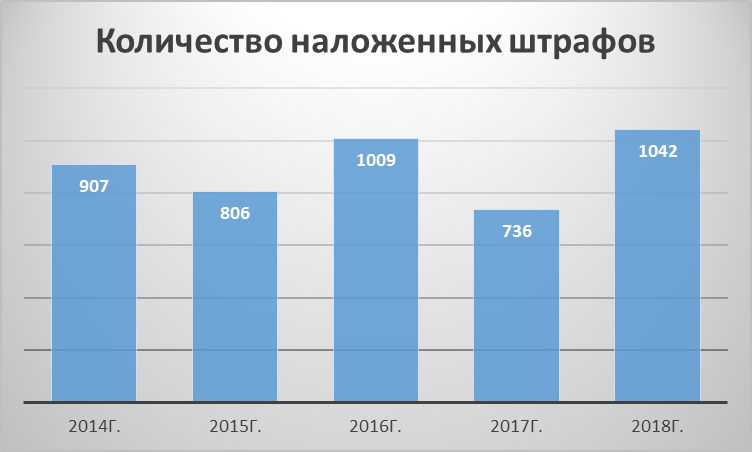 Количество наложенных штрафов
907
806
1009
736
1042
2014Г.
2015Г.
2016Г.
2017Г.
2018Г.